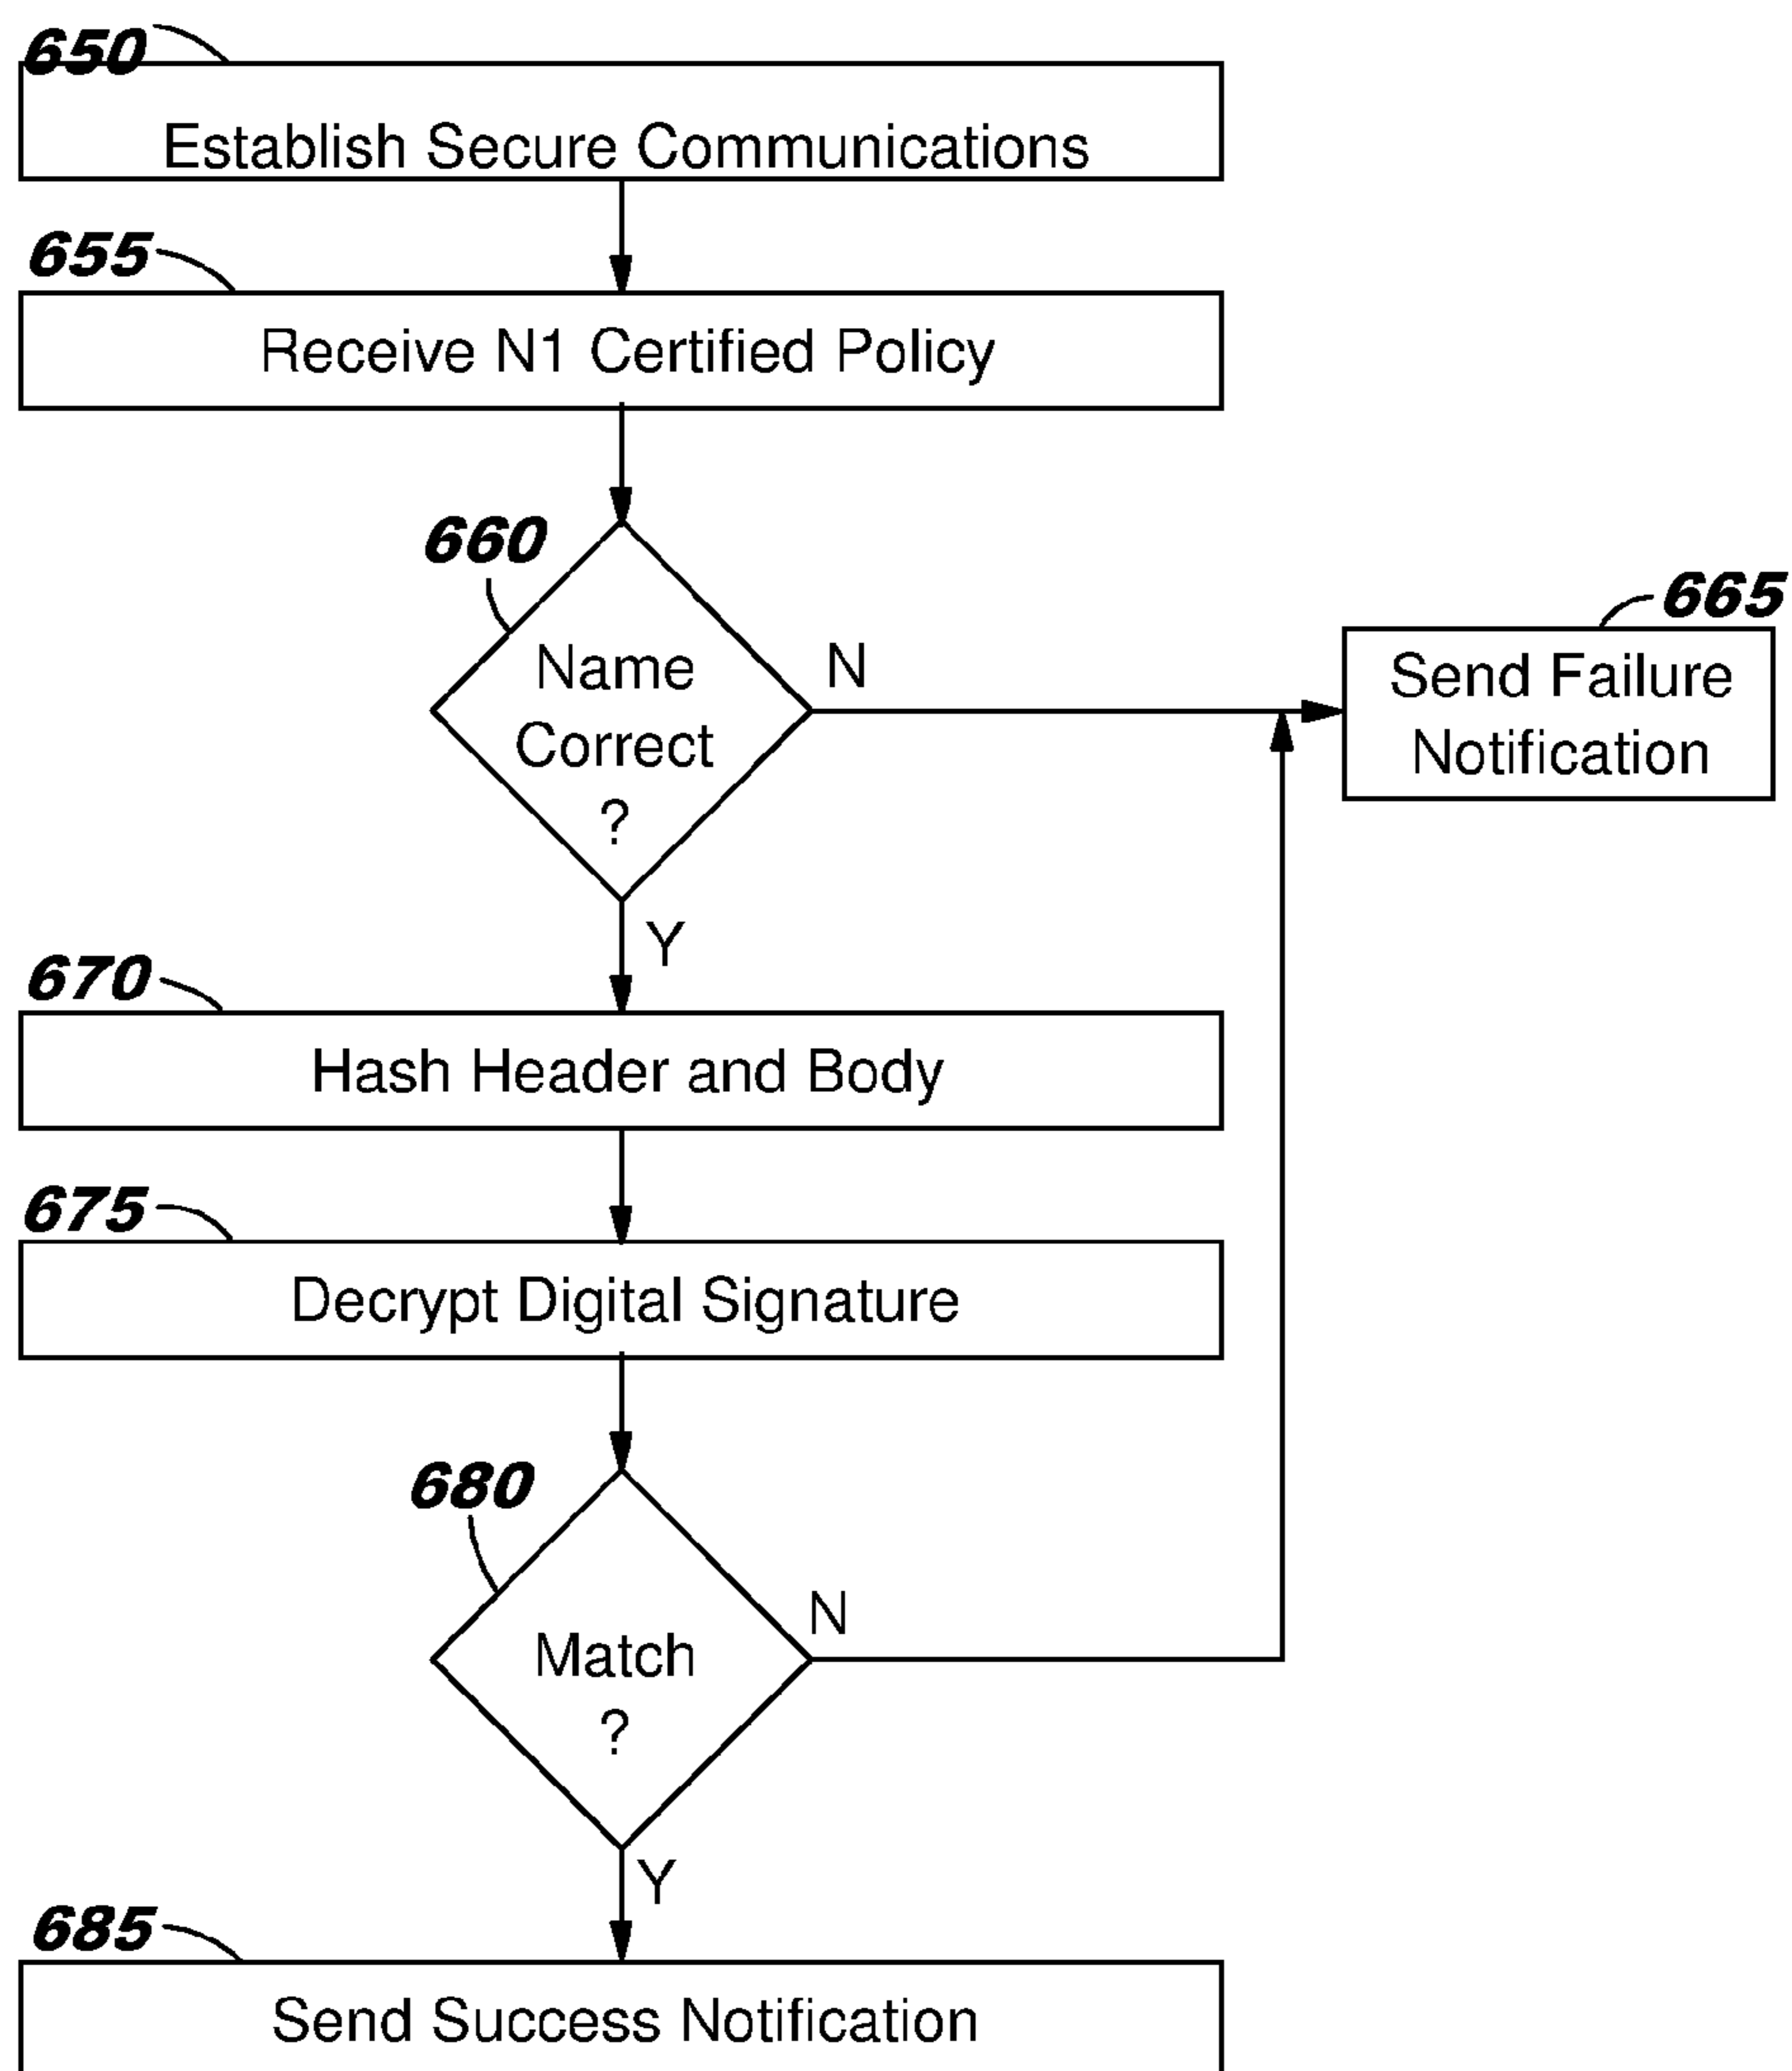 650
Establish Secure Communications
655
Receive N1 Certified Policy
660
Name
Correct
?
N
665
Send Failure
Notification
Y
670
Hash Header and Body
675
Decrypt Digital Signature
680
Match
?
N
Y
685
Send Success Notification